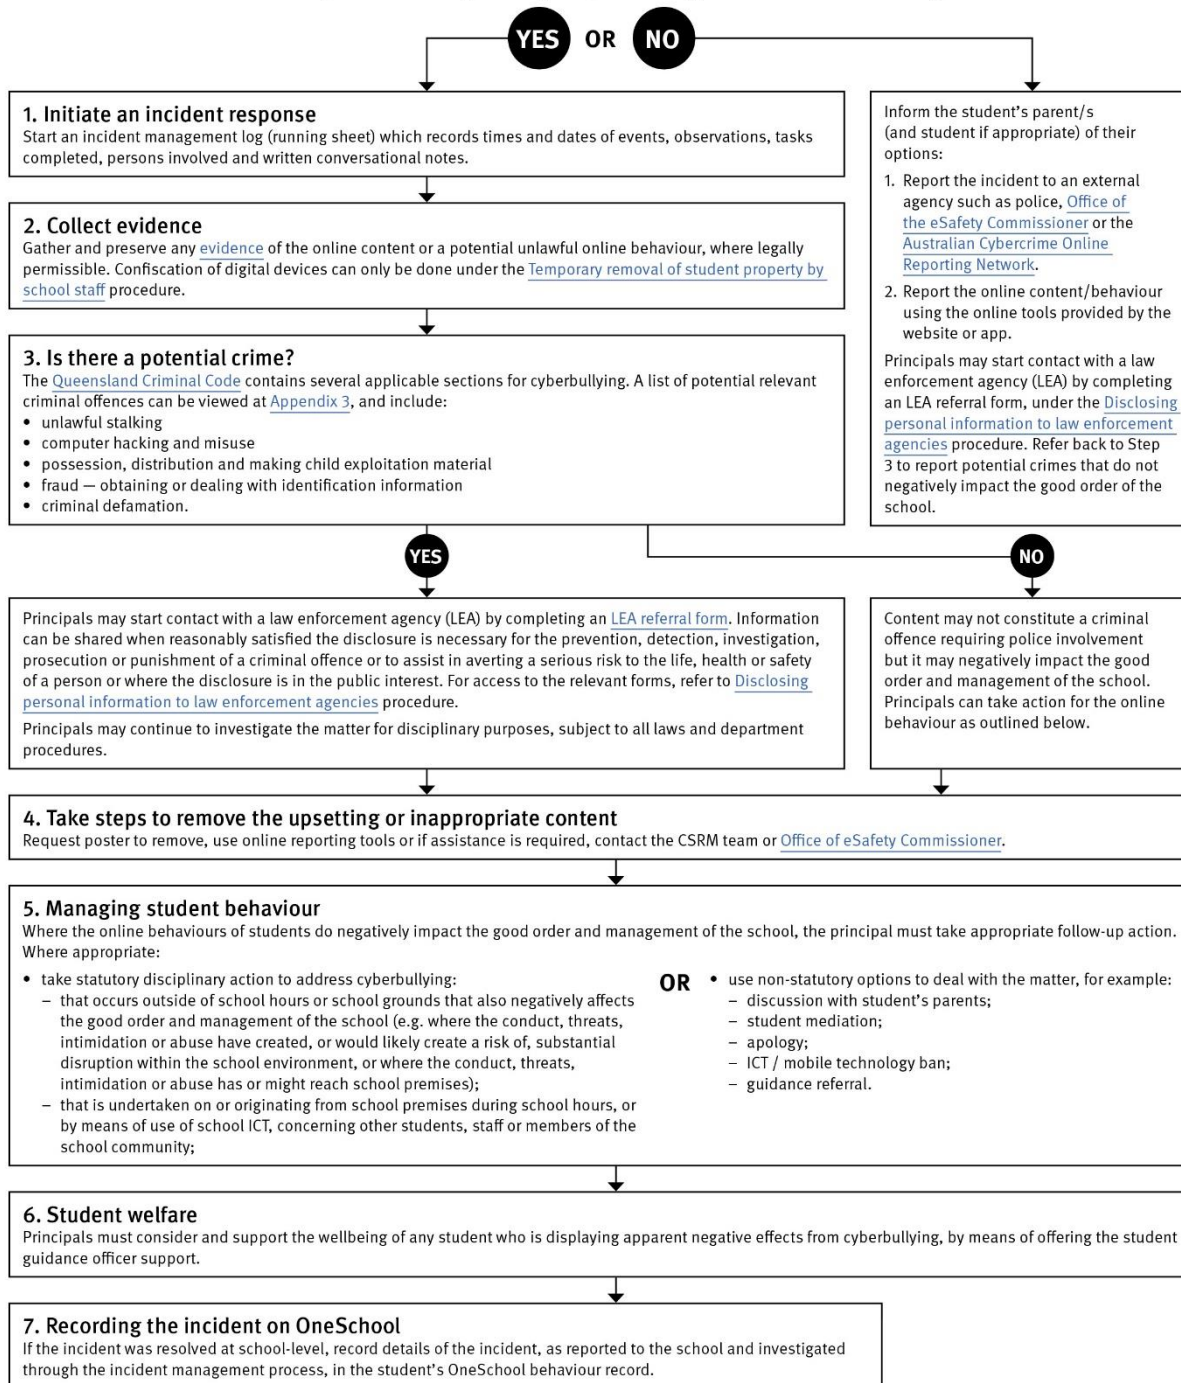 YES OR NO
1. Initiate an incident response
Start an incident management log (running sheet) which records times and dates of events, observations, tasks
completed, persons involved and written conversational notes.
2. Collect evidence
Gather and preserve any evidence of the online content or a potential unlawful online behaviour, where legally
permissible. Confiscation of digital devices can only be done under the Temporary removal of student property by
school staff procedure.
3. Is there a potential crime?
The Queensland Criminal Code contains several applicable sections for cyberbullying. A list of potential relevant
criminal offences can be viewed at Appendix 3, and include:
• unlawful stalking
• computer hacking and misuse
• possession, distribution and making child exploitation material
• fraud — obtaining or dealing with identification information
• criminal defamation.
Inform the student's parent/s
(and student if appropriate) of their
options:
1. Report the incident to an external
agency such as police, Office of
the eSafety Commissioner or the
Australian Cybercrime Online
Reporting Network.
2. Report the online content/behaviour
using the online tools provided by the
website or app.
Principals may start contact with a law
enforcement agency (LEA) by completing
an LEA referral form, under the Disclosing
personal information to law enforcement
agencies procedure. Refer back to Step
3 to report potential crimes that do not
negatively impact the good order of the
school.
YES
NO
Principals may start contact with a law enforcement agency (LEA) by completing an LEA referral form. Information
can be shared when reasonably satisfied the disclosure is necessary for the prevention, detection, investigation,
prosecution or punishment of a criminal offence or to assist in averting a serious risk to the life, health or safety
of a person or where the disclosure is in the public interest. For access to the relevant forms, refer to Disclosing
personal information to law enforcement agencies procedure.
Principals may continue to investigate the matter for disciplinary purposes, subject to all laws and department
procedures.
Content may not constitute a criminal
offence requiring police involvement
but it may negatively impact the good
order and management of the school.
Principals can take action for the online
behaviour as outlined below.
4. Take steps to remove the upsetting or inappropriate content
Request poster to remove, use online reporting tools or if assistance is required, contact the CSRM team or Office of eSafety Commissioner.
5. Managing student behaviour
Where the online behaviours of students do negatively impact the good order and management of the school, the principal must take appropriate follow-up action.
Where appropriate:
• take statutory disciplinary action to address cyberbullying:
– that occurs outside of school hours or school grounds that also negatively affects
the good order and management of the school (e.g. where the conduct, threats,
intimidation or abuse have created, or would likely create a risk of, substantial
disruption within the school environment, or where the conduct, threats,
intimidation or abuse has or might reach school premises);
– that is undertaken on or originating from school premises during school hours, or
by means of use of school ICT, concerning other students, staff or members of the
school community;
OR
• use non-statutory options to deal with the matter, for example:
– discussion with student's parents;
– student mediation;
– apology;
– ICT / mobile technology ban;
– guidance referral.
6. Student welfare
Principals must consider and support the wellbeing of any student who is displaying apparent negative effects from cyberbullying, by means of offering the student
guidance officer support.
7. Recording the incident on OneSchool
If the incident was resolved at school-level, record details of the incident, as reported to the school and investigated
through the incident management process, in the student's OneSchool behaviour record.